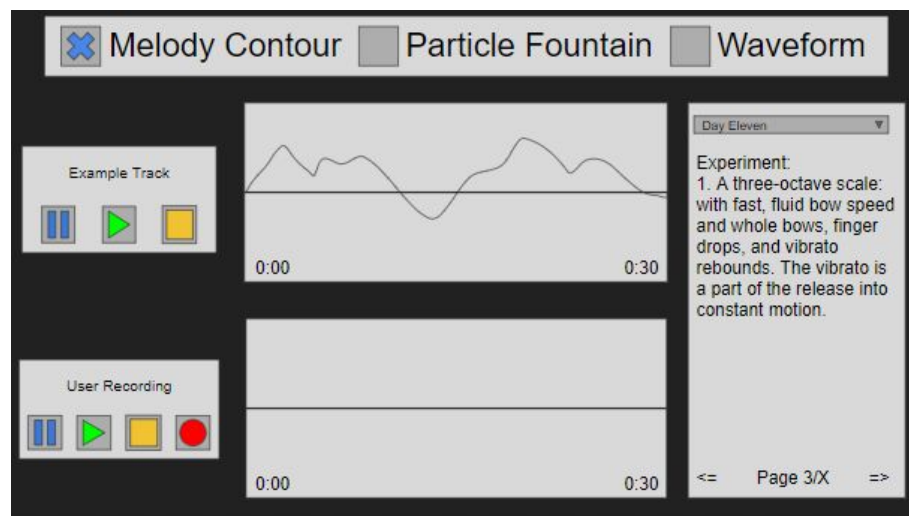 Melody Contour Particle Fountain Waveform
Example Track
0:00 0:30
User Recording
0:00 0:30
Day Eleven
Experiment:
1. A three-octave scale:
with fast, fluid bow speed
and whole bows, finger
drops, and vibrato
rebounds. The vibrato is
a part of the release into
constant motion.
<= Page 3/X =>